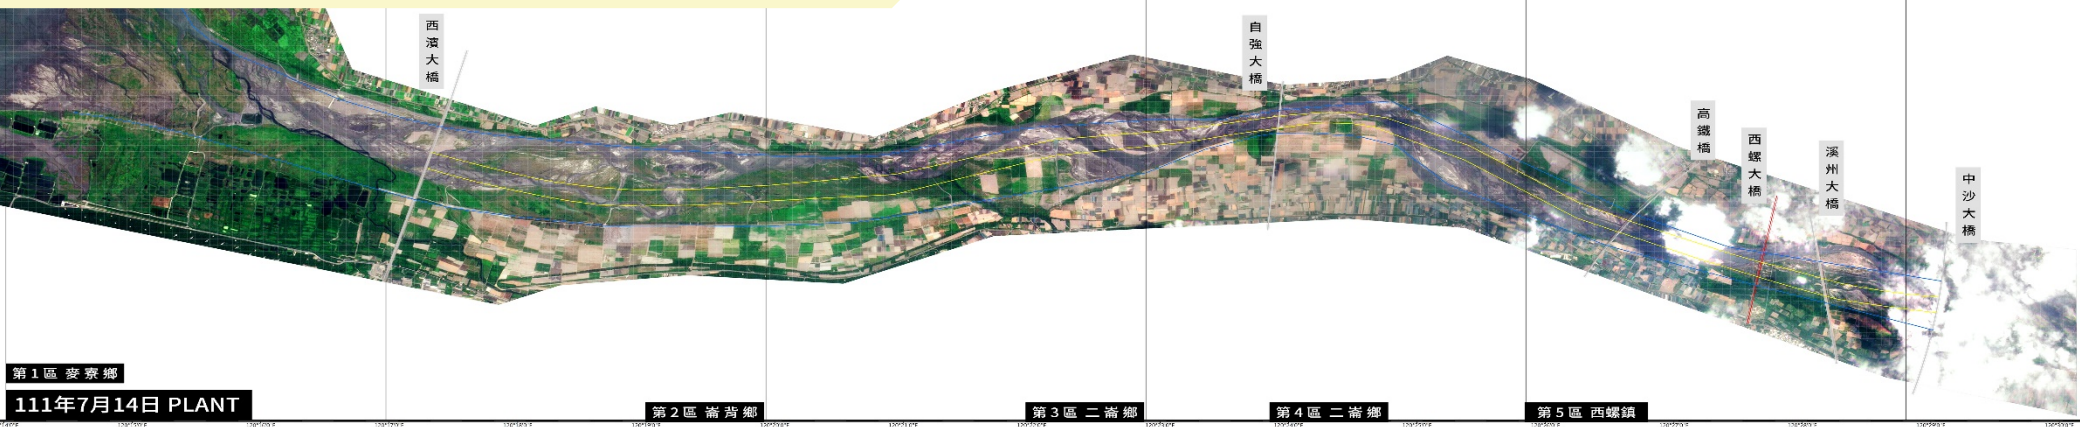 西濱大橋
自強大橋
高鐵橋
西螺大橋
溪州大橋
中沙大橋
第1區 麥寮鄉
111年7月14日 PLANT
第2區 崙背鄉
第3區 二崙鄉
第4區 二崙鄉
第5區 西螺鎮